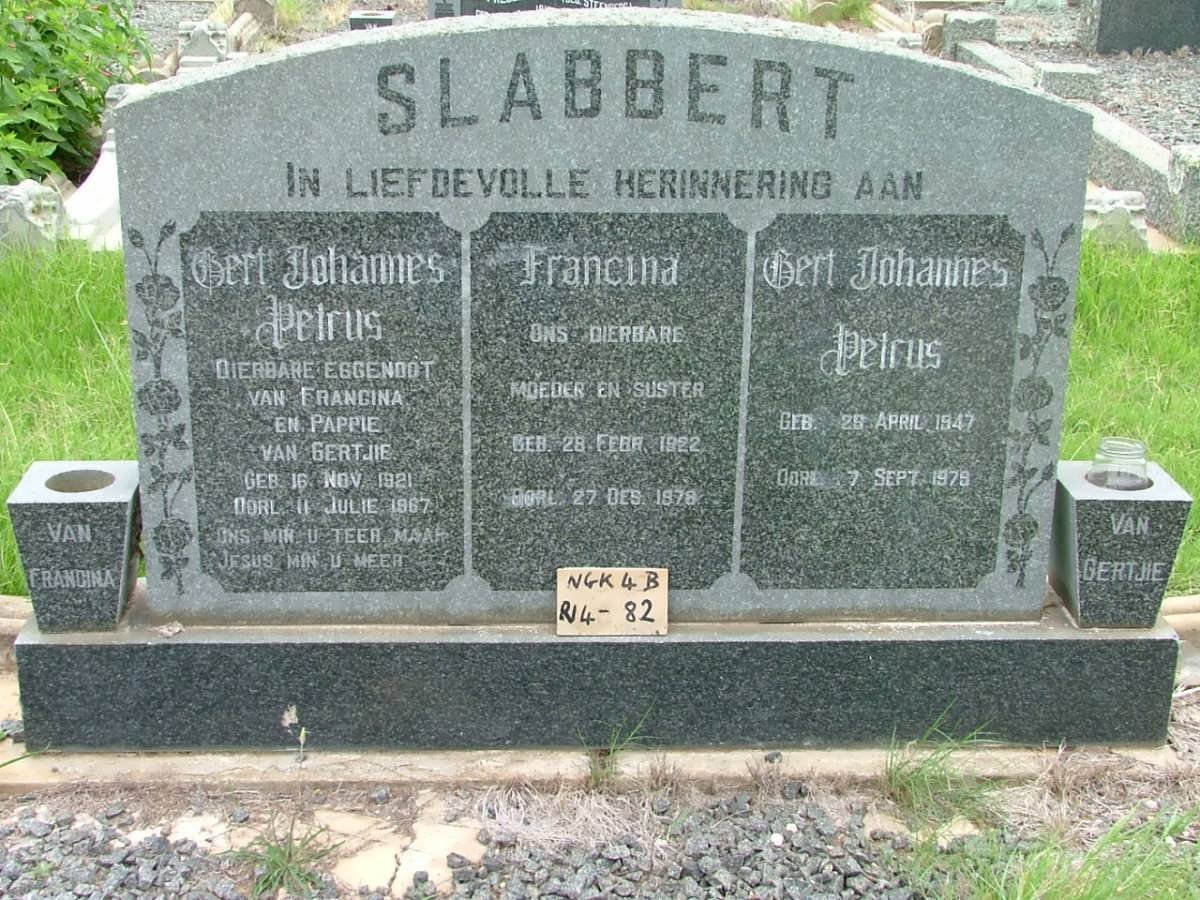 SLABBERT
IN LIEFDEVOLLE HERINNERING AAN
Gert Johannes
Petrus
DIERBARE EGGENOOT
VAN FRANCINA
EN PAPPIE
VAN GERTJIE
GEB. 16 NOV. 1921
OORL. 11 JULIE 1967
ONS MIN U TEER MAAR
JESUS MIN U MEER
Francina
ONS DIERBARE
MOEDER EN SUSTER
GEB. 28 FEBR. 1922
OORL. 27 DES. 1978
Gert Johannes
Petrus
GEB. 26 APRIL 1947
OORL. 7 SEPT. 1979
VAN
FRANCINA
VAN
GERTJIE
NGK 4 B
R14 - 82